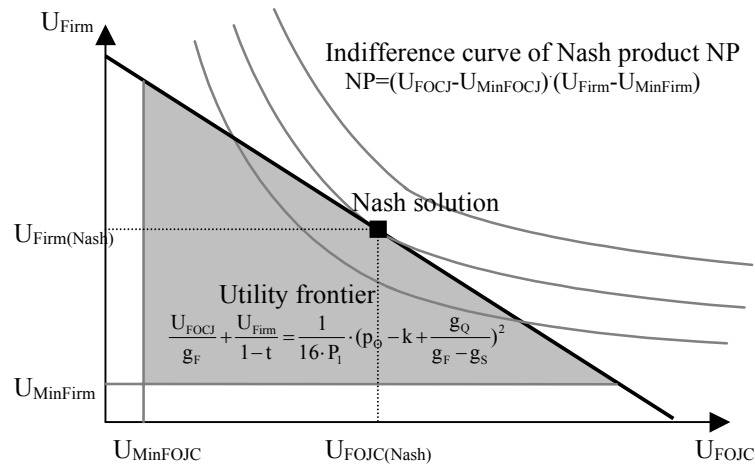 U_Firm
Indifference curve of Nash product NP
NP=(U_FOCJ-U_MinFOCJ)·(U_Firm-U_MinFirm)
Nash solution
U_Firm(Nash)
Utility frontier
U_FOCJ/g_F + U_Firm/1-t = 1/16·P_1 ·(p_0 -k+ g_Q/g_F-g_S)^2
U_MinFirm
U_MinFOJC
U_FOJC(Nash)
U_FOJC